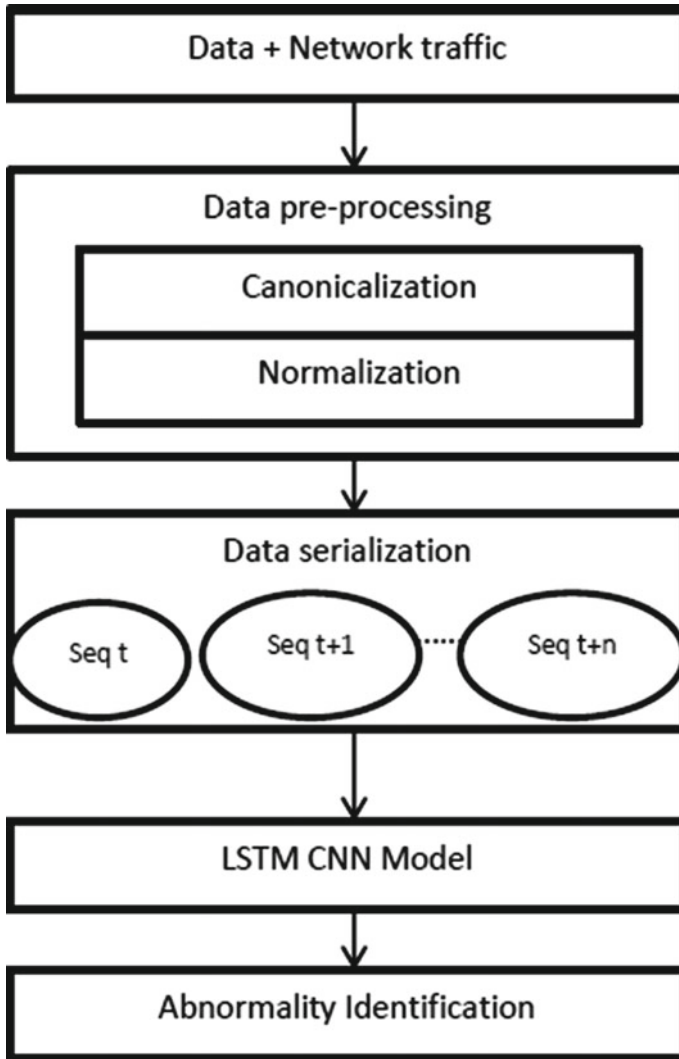 Data + Network traffic
Data pre-processing
Canonicalization
Normalization
Data serialization
Seq t Seq t+1 ...... Seq t+n
LSTM CNN Model
Abnormality Identification